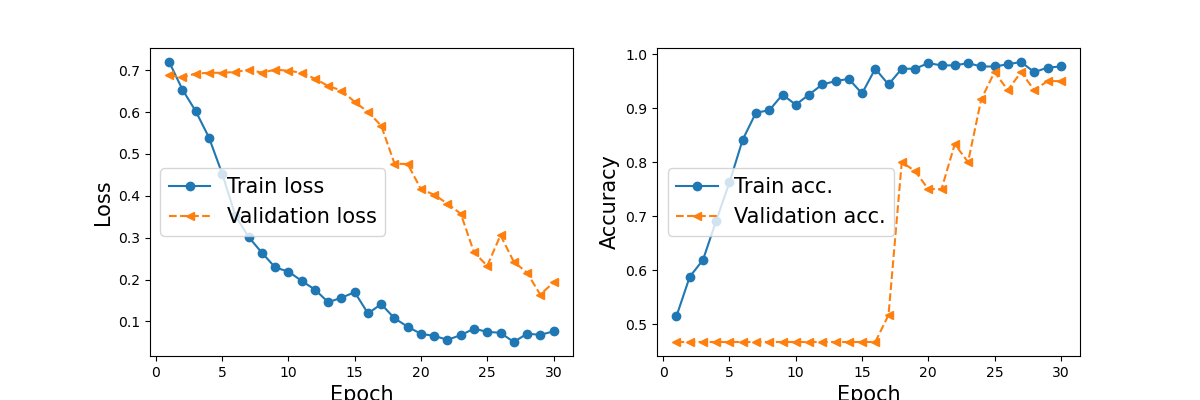 0.7
0.6
0.5
0.4
0.3
0.2
0.1
Loss
Train loss
Validation loss
0 5 10 15 20 25 30
Epoch
1.0
0.9
0.8
0.7
0.6
0.5
Accuracy
Train acc.
Validation acc.
0 5 10 15 20 25 30
Epoch